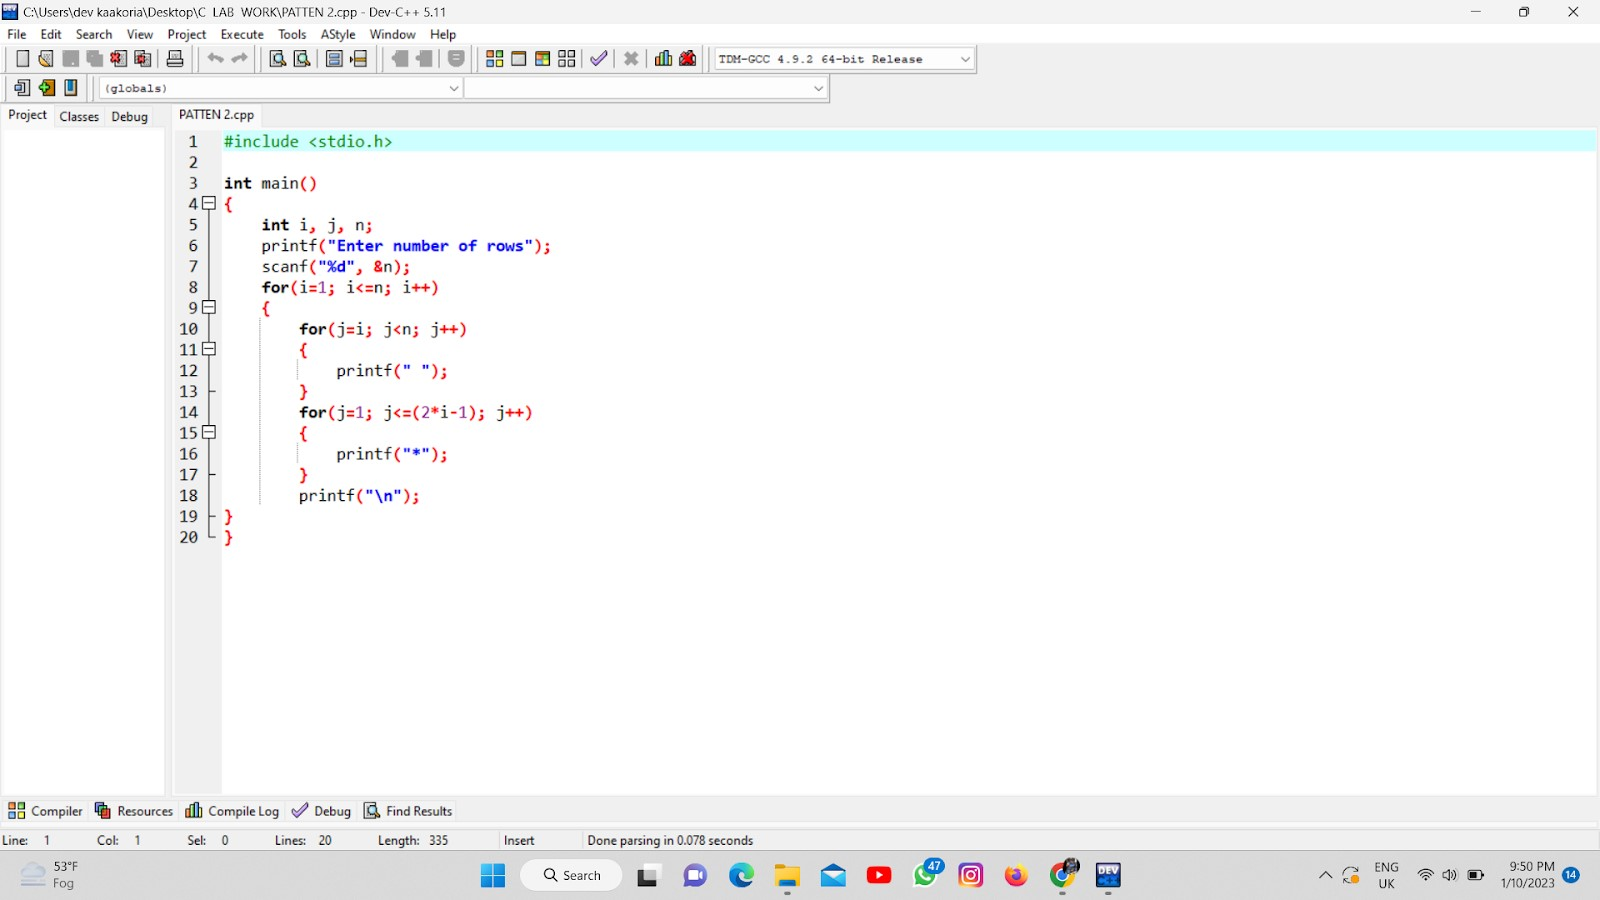 C:\Users\dev kaakoria\Desktop\C LAB WORK\PATTEN 2.cpp - Dev-C++ 5.11
File Edit Search View Project Execute Tools AStyle Window Help
TDM-GCC 4.9.2 64-bit Release
(globals)
Project Classes Debug PATTEN 2.cpp
1 #include <stdio.h>
2
3 int main()
4 {
5 int i, j, n;
6 printf("Enter number of rows");
7 scanf("%d", &n);
8 for(i=1; i<=n; i++)
9 {
10 for(j=i; j<n; j++)
11 {
12 printf(" ");
13 }
14 for(j=1; j<=(2*i-1); j++)
15 {
16 printf("*");
17 }
18 printf("\n");
19 }
20 }
Compiler Resources Compile Log Debug Find Results
Line: 1 Col: 1 Sel: 0 Lines: 20 Length: 335 Insert Done parsing in 0.078 seconds
53°F
Fog
Search
47
DEV
ENG
UK
9:50 PM
1/10/2023
14